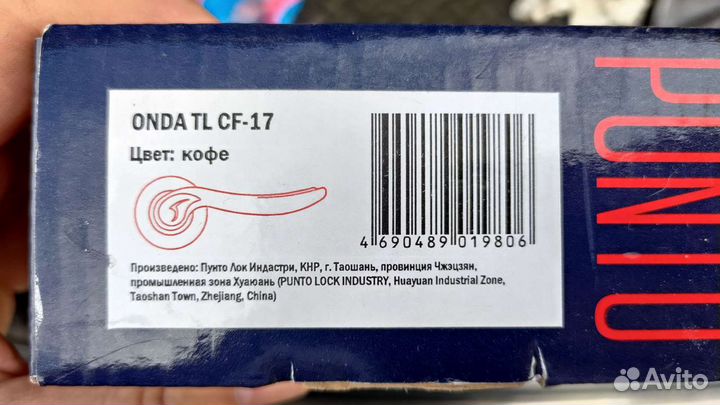 ONDA TL CF-17
Цвет: кофе
4 690489 019806
Произведено: Пунто Лок Индастри, КНР, г. Таошань, провинция Чжэцзян,
промышленная зона Хуаюань (PUNTO LOCK INDUSTRY, Huayuan Industrial Zone,
Taoshan Town, Zhejiang, China)
PUNTO
Avito